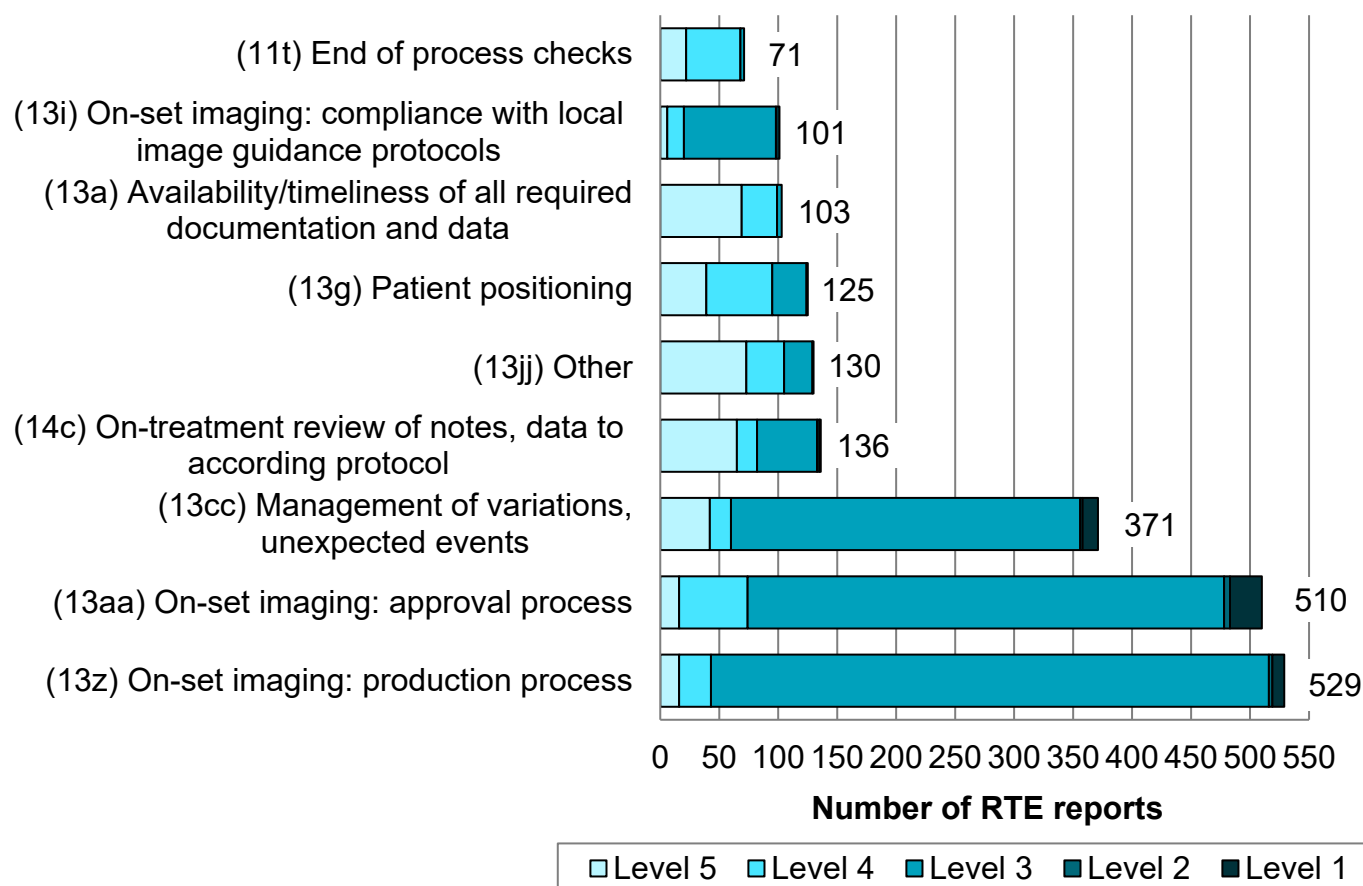 (11t) End of process checks
71
(13i) On-set imaging: compliance with local
image guidance protocols
101
(13a) Availability/timeliness of all required
documentation and data
103
(13g) Patient positioning
125
(13jj) Other
130
(14c) On-treatment review of notes, data to
according protocol
136
(13cc) Management of variations,
unexpected events
371
(13aa) On-set imaging: approval process
510
(13z) On-set imaging: production process
529
0 50 100 150 200 250 300 350 400 450 500 550
Number of RTE reports
Level 5 Level 4 Level 3 Level 2 Level 1